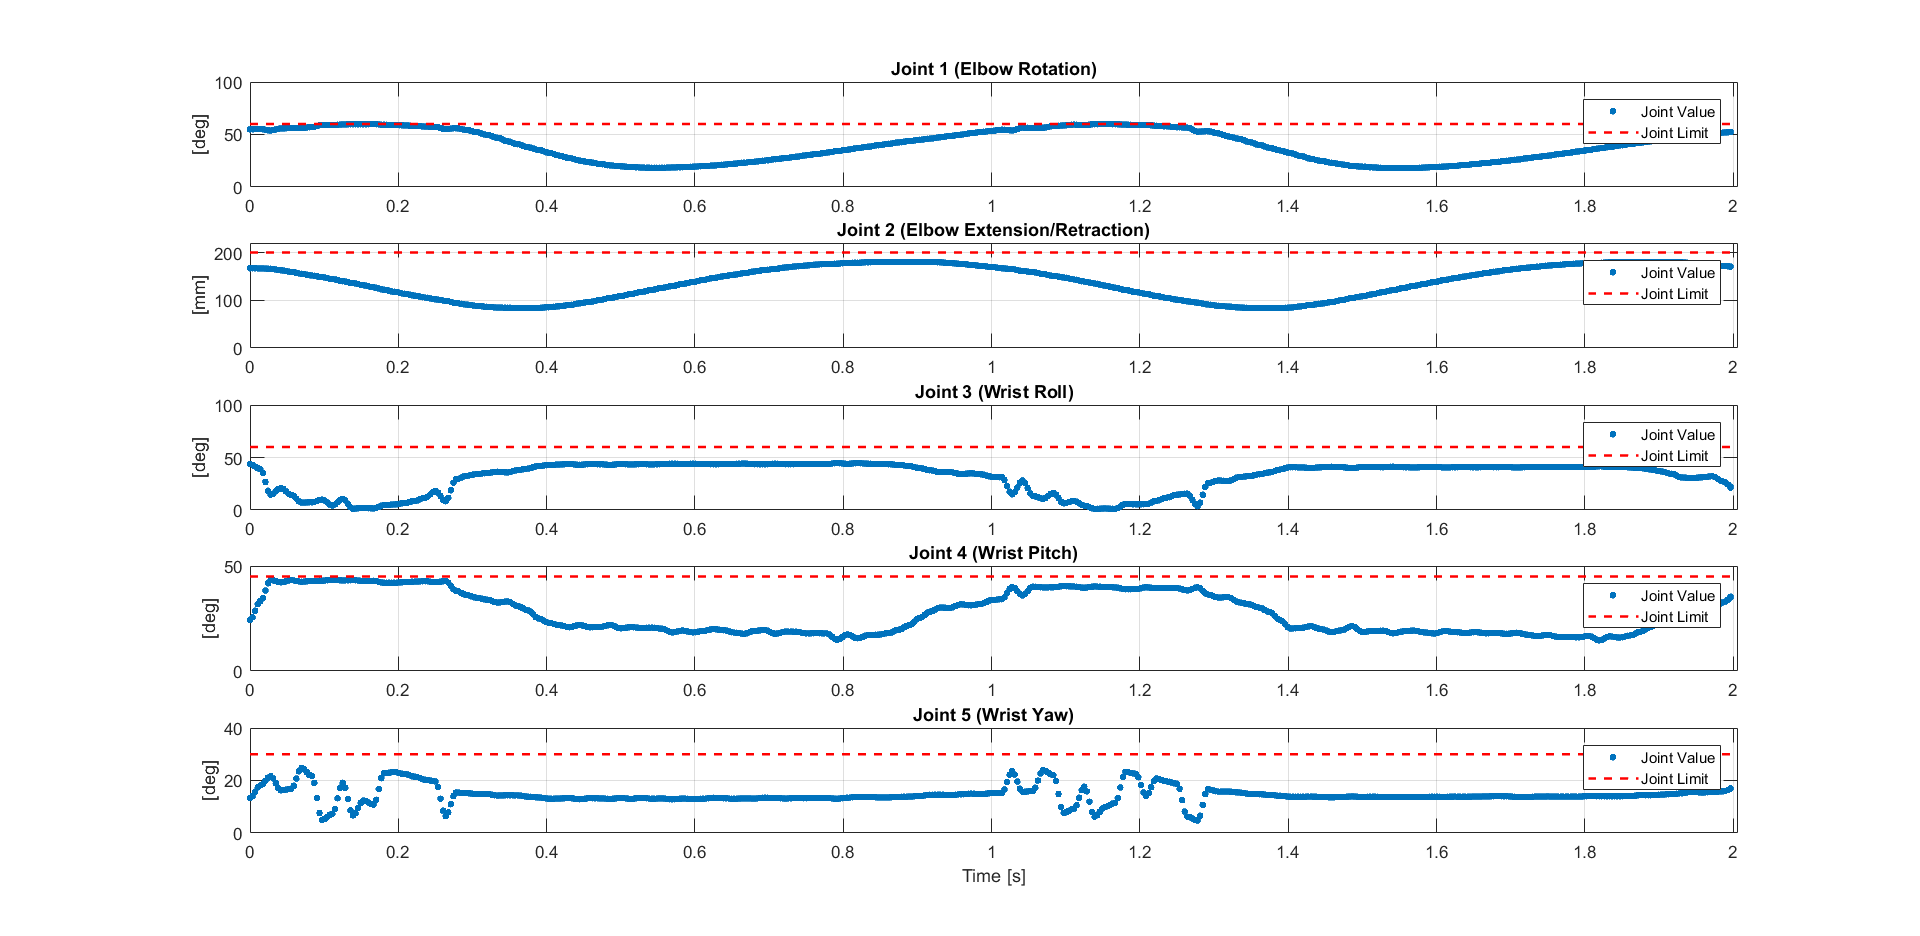 Joint 1 (Elbow Rotation)
100
50
0
[deg]
Joint Value
Joint Limit
0 0.2 0.4 0.6 0.8 1 1.2 1.4 1.6 1.8 2
Joint 2 (Elbow Extension/Retraction)
200
100
0
[mm]
Joint Value
Joint Limit
0 0.2 0.4 0.6 0.8 1 1.2 1.4 1.6 1.8 2
Joint 3 (Wrist Roll)
100
50
0
[deg]
Joint Value
Joint Limit
0 0.2 0.4 0.6 0.8 1 1.2 1.4 1.6 1.8 2
Joint 4 (Wrist Pitch)
50
0
[deg]
Joint Value
Joint Limit
0 0.2 0.4 0.6 0.8 1 1.2 1.4 1.6 1.8 2
Joint 5 (Wrist Yaw)
40
20
0
[deg]
Joint Value
Joint Limit
0 0.2 0.4 0.6 0.8 1 1.2 1.4 1.6 1.8 2
Time [s]